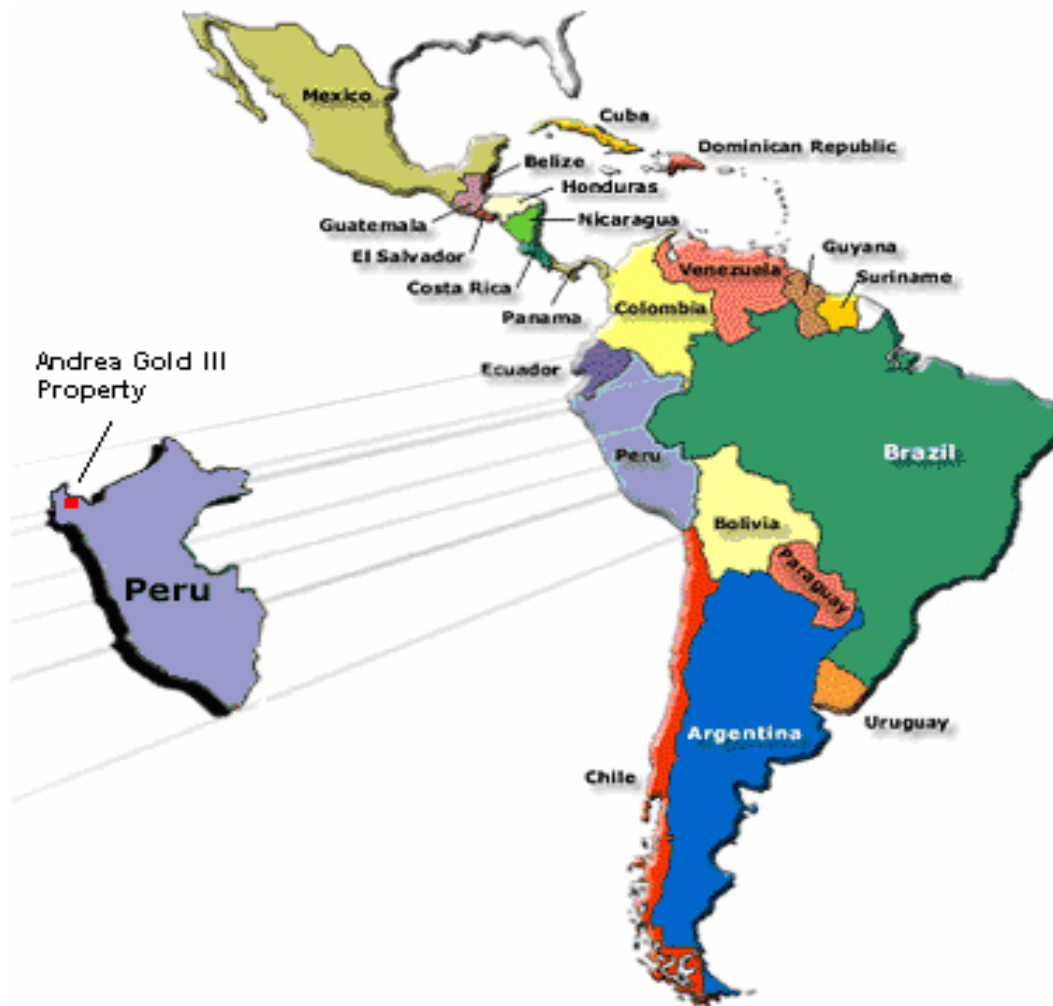 Mexico
Cuba
Dominican Republic
Belize
Honduras
Guatemala
Nicaragua
El Salvador
Guyana
Venezuela
Suriname
Costa Rica
Colombia
Panama
Andrea Gold III
Property
Ecuador
Peru
Brazil
Bolivia
Paraguay
Peru
Uruguay
Argentina
Chile